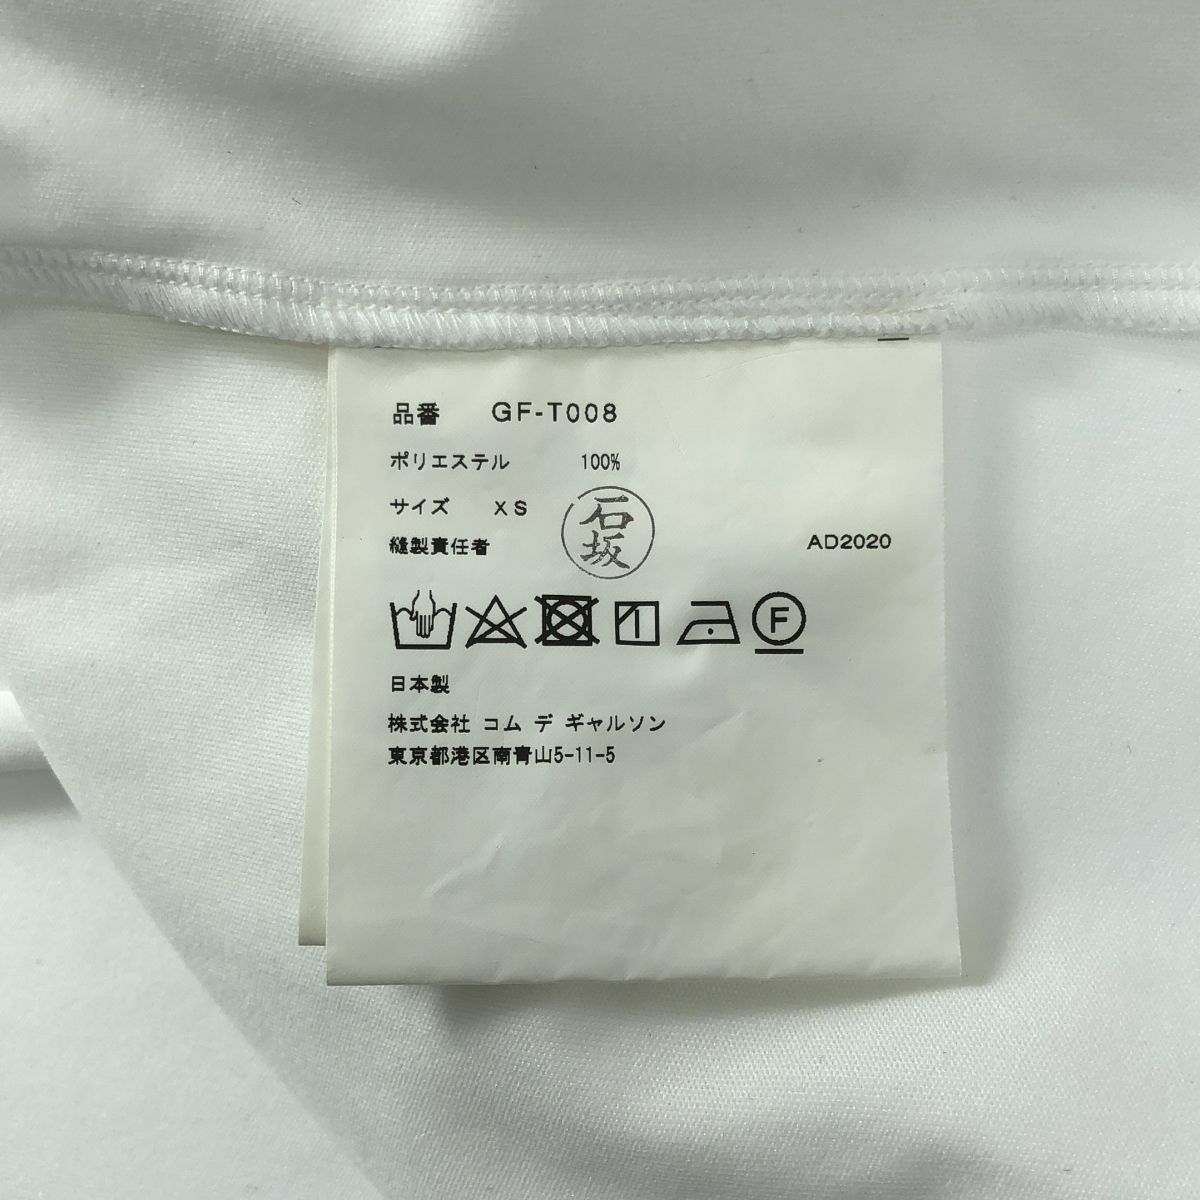 品番 GF-T008
ポリエステル 100%
サイズ XS
縫製責任者 石坂 AD2020
F
日本製
株式会社 コム デ ギャルソン
東京都港区南青山5-11-5